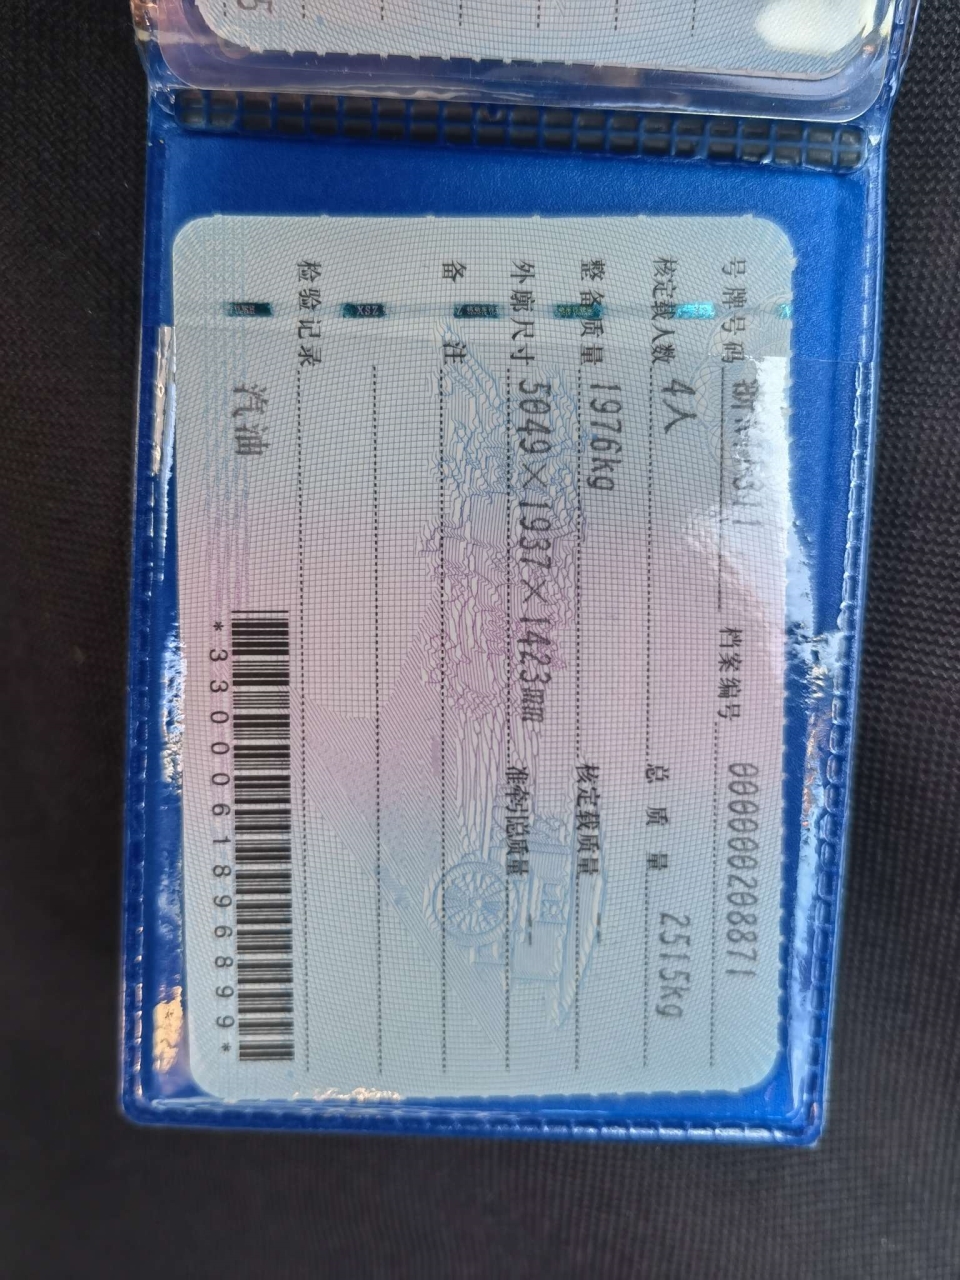 号牌号码 档案编号 000000208871
核定载人数 4人 总质量 2515kg
整备质量 1976kg 核定载质量 --
外廓尺寸 5049×1937×1423mm 准牵引总质量 --
备注
检验记录
汽油
*3300061896899*